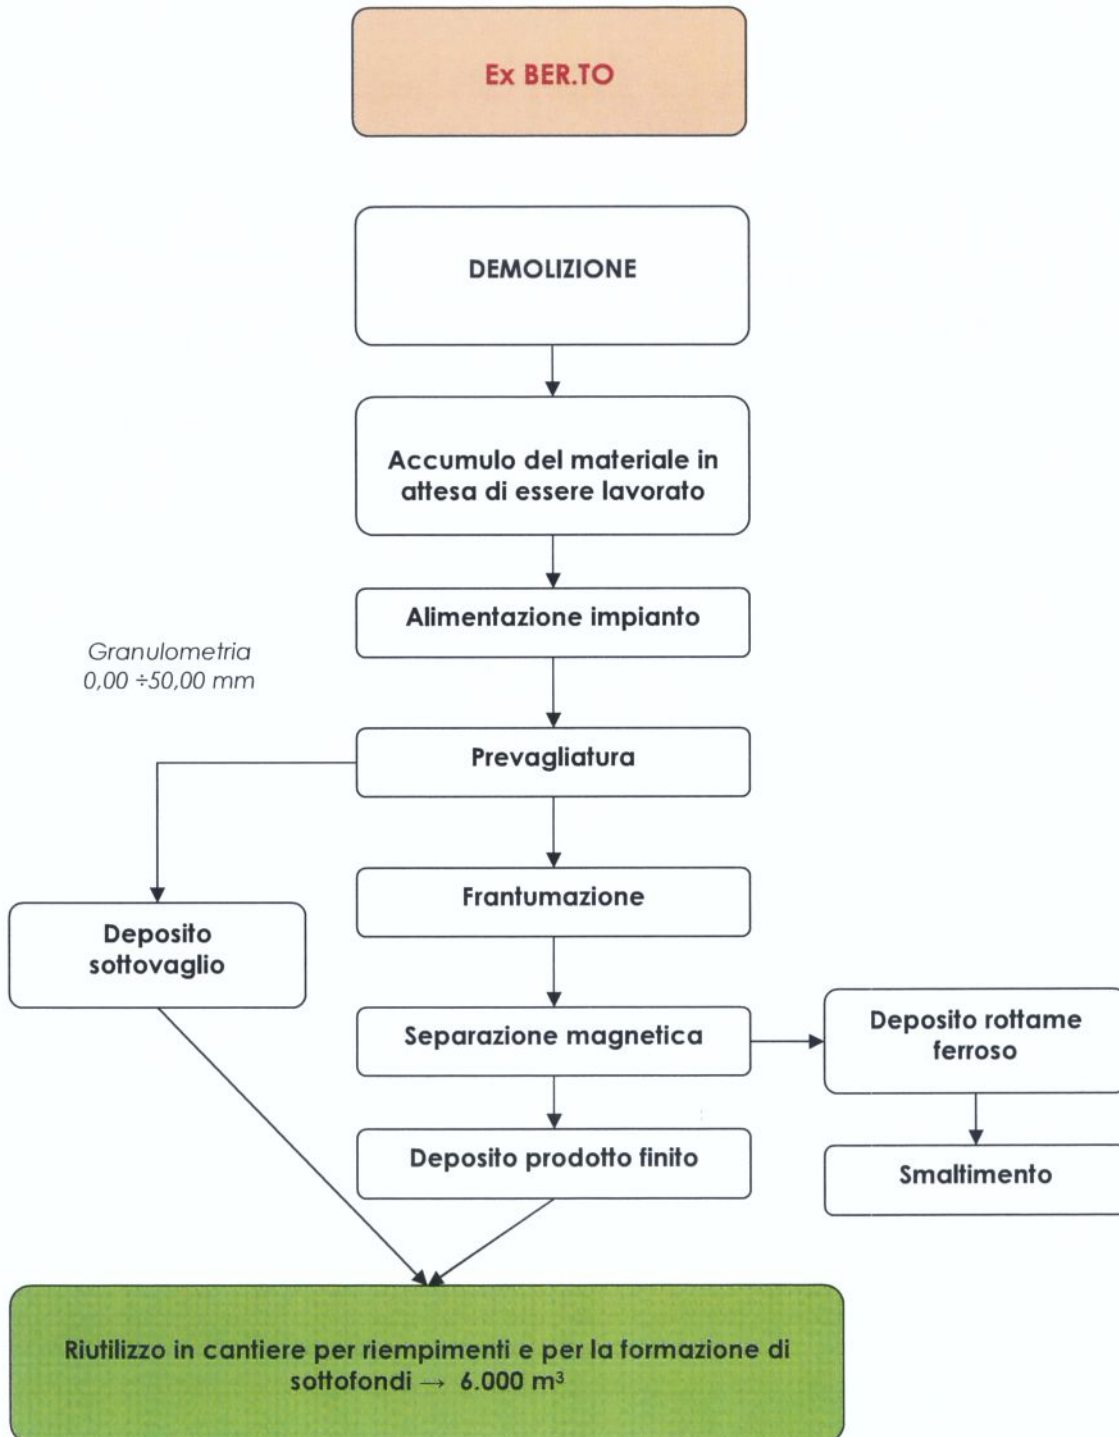 Ex BER.TO
DEMOLIZIONE
Accumulo del materiale in
attesa di essere lavorato
Alimentazione impianto
Granulometria
0,00 ÷50,00 mm
Prevagliatura
Frantumazione
Deposito
sottovaglio
Separazione magnetica
Deposito rottame
ferroso
Deposito prodotto finito
Smaltimento
Riutilizzo in cantiere per riempimenti e per la formazione di
sottofondi → 6.000 m³